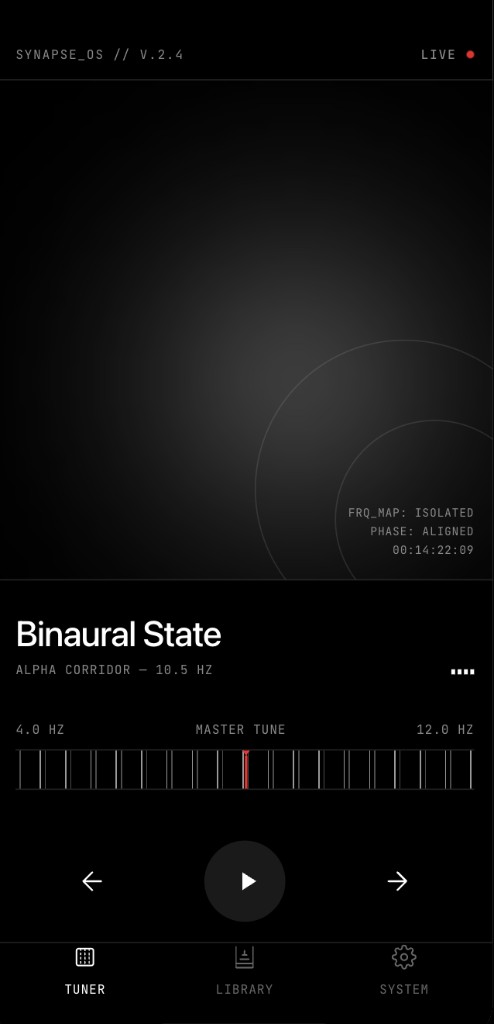 SYNAPSE_OS // V.2.4
LIVE
FRQ_MAP: ISOLATED
PHASE: ALIGNED
00:14:22:09
Binaural State
ALPHA CORRIDOR — 10.5 HZ
4.0 HZ
MASTER TUNE
12.0 HZ
TUNER
LIBRARY
SYSTEM